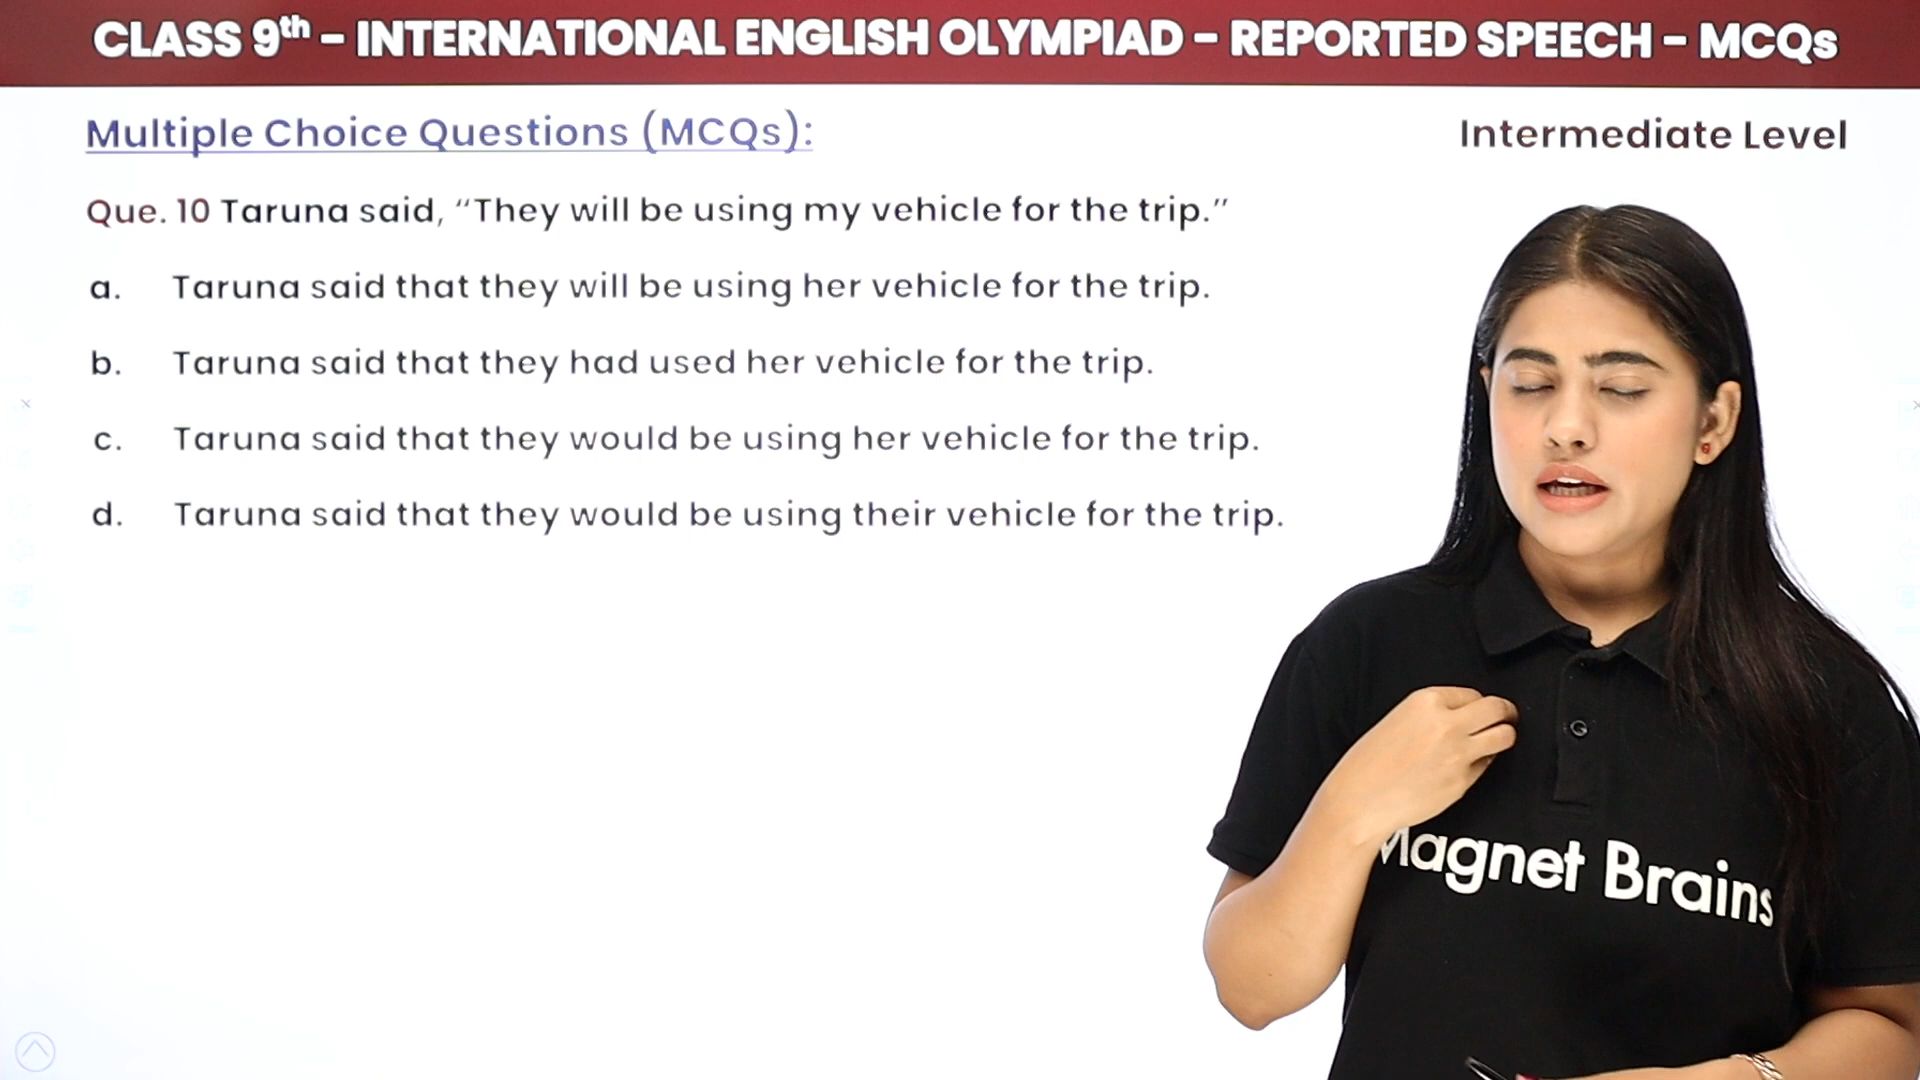 CLASS 9th - INTERNATIONAL ENGLISH OLYMPIAD - REPORTED SPEECH - MCQs
Multiple Choice Questions (MCQs):
Intermediate Level
Que. 10 Taruna said, “They will be using my vehicle for the trip.”
a. Taruna said that they will be using her vehicle for the trip.
b. Taruna said that they had used her vehicle for the trip.
c. Taruna said that they would be using her vehicle for the trip.
d. Taruna said that they would be using their vehicle for the trip.
Magnet Brains